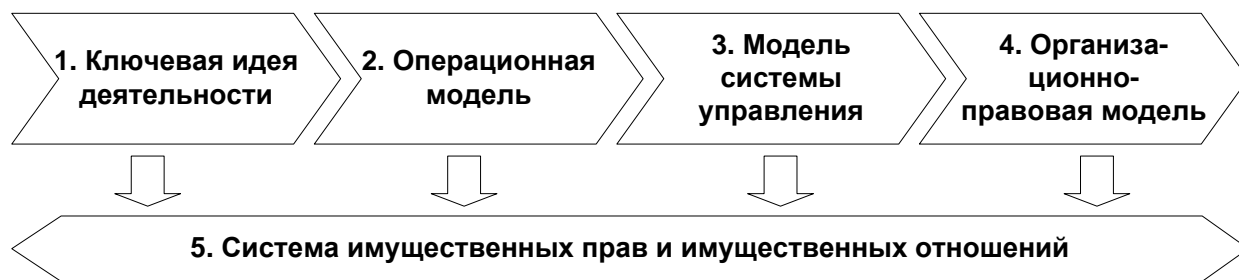 1. Ключевая идея
деятельности
2. Операционная
модель
3. Модель
системы
управления
4. Организа-
ционно-
правовая модель
5. Система имущественных прав и имущественных отношений